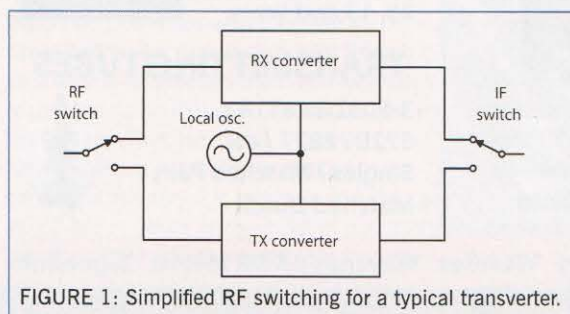 RX converter
RF
switch
Local osc.
IF
switch
TX converter
FIGURE 1: Simplified RF switching for a typical transverter.